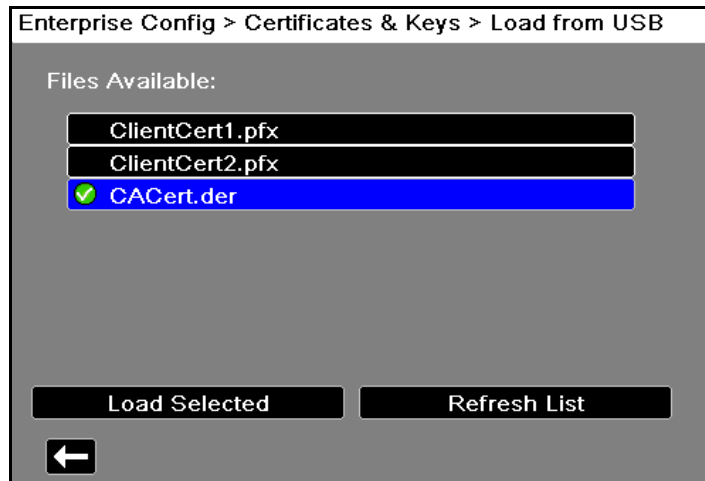 Enterprise Config > Certificates & Keys > Load from USB
Files Available:
ClientCert1.pfx
ClientCert2.pfx
CACert.der
Load Selected
Refresh List